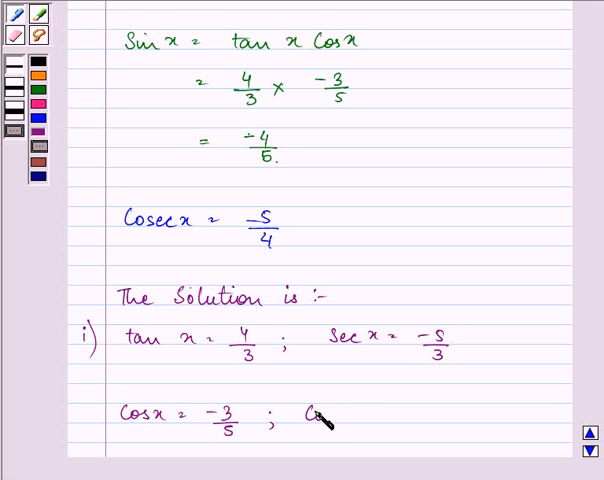 Sin x = tan x Cos x
= 4/3 × -3/5
= -4/5.
Cosec x = -5/4
The Solution is :-
i) tan x = 4/3 ; Sec x = -5/3
Cos x = -3/5 ; Co